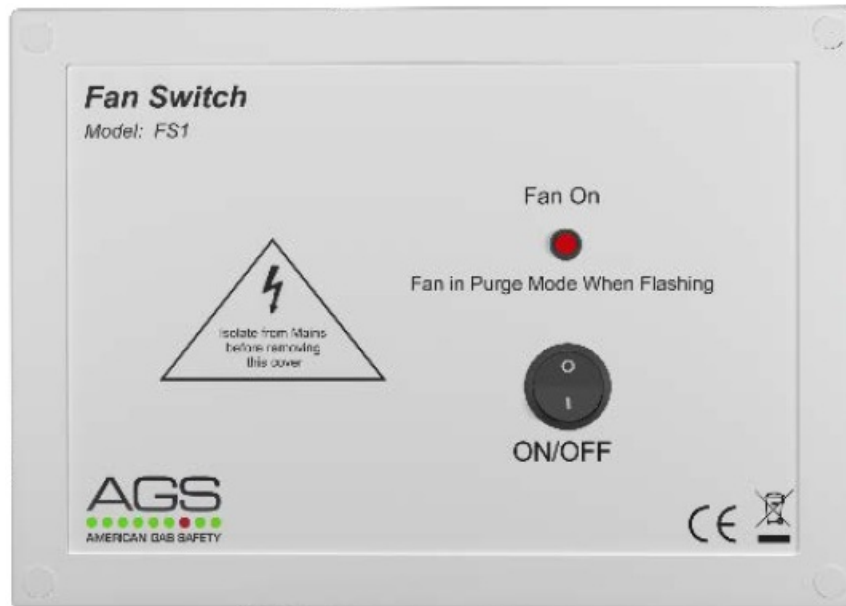 Fan Switch
Model: FS1
Fan On
Fan in Purge Mode When Flashing
Isolate from Mains
before removing
this cover
O
I
ON/OFF
AGS
AMERICAN GAS SAFETY
CE